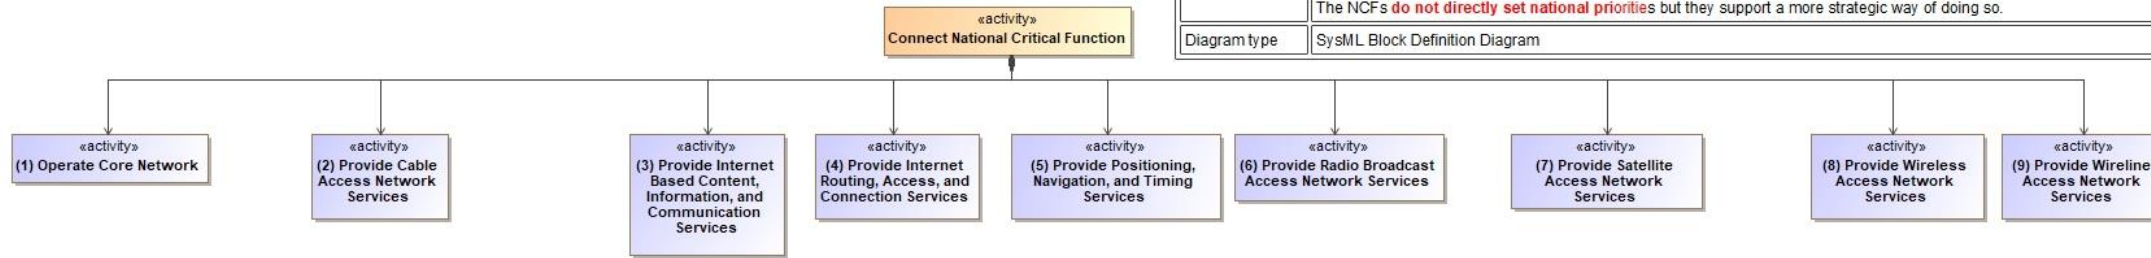 The NCFs do not directly set national priorities but they support a more strategic way of doing so.
Diagram type SysML Block Definition Diagram
«activity»
Connect National Critical Function
«activity»
(1) Operate Core Network
«activity»
(2) Provide Cable
Access Network
Services
«activity»
(3) Provide Internet
Based Content,
Information, and
Communication
Services
«activity»
(4) Provide Internet
Routing, Access, and
Connection Services
«activity»
(5) Provide Positioning,
Navigation, and Timing
Services
«activity»
(6) Provide Radio Broadcast
Access Network Services
«activity»
(7) Provide Satellite
Access Network
Services
«activity»
(8) Provide Wireless
Access Network
Services
«activity»
(9) Provide Wireline
Access Network
Services